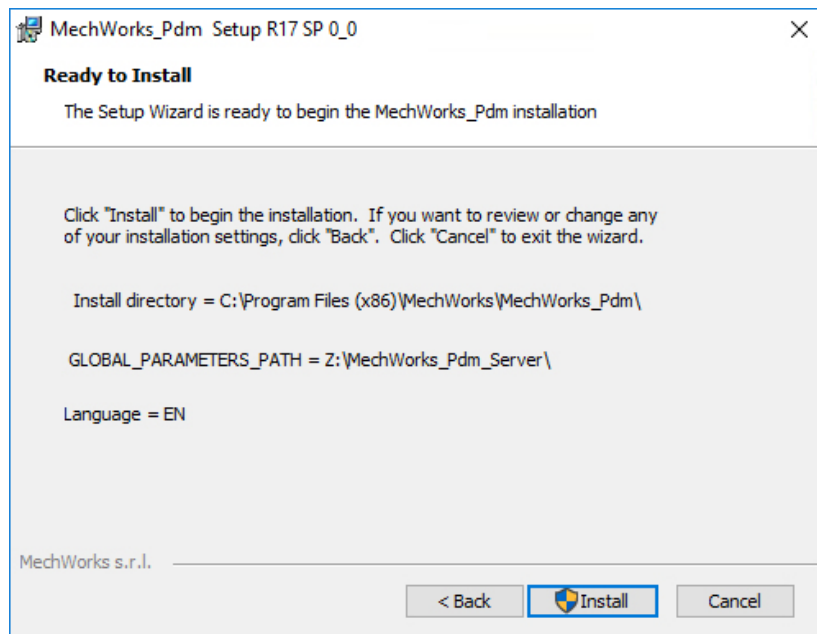 MechWorks_Pdm Setup R17 SP 0_0
Ready to Install
The Setup Wizard is ready to begin the MechWorks_Pdm installation
Click "Install" to begin the installation. If you want to review or change any
of your installation settings, click "Back". Click "Cancel" to exit the wizard.
Install directory = C:\Program Files (x86)\MechWorks\MechWorks_Pdm\
GLOBAL_PARAMETERS_PATH = Z:\MechWorks_Pdm_Server\
Language = EN
MechWorks s.r.l.
< Back Install Cancel